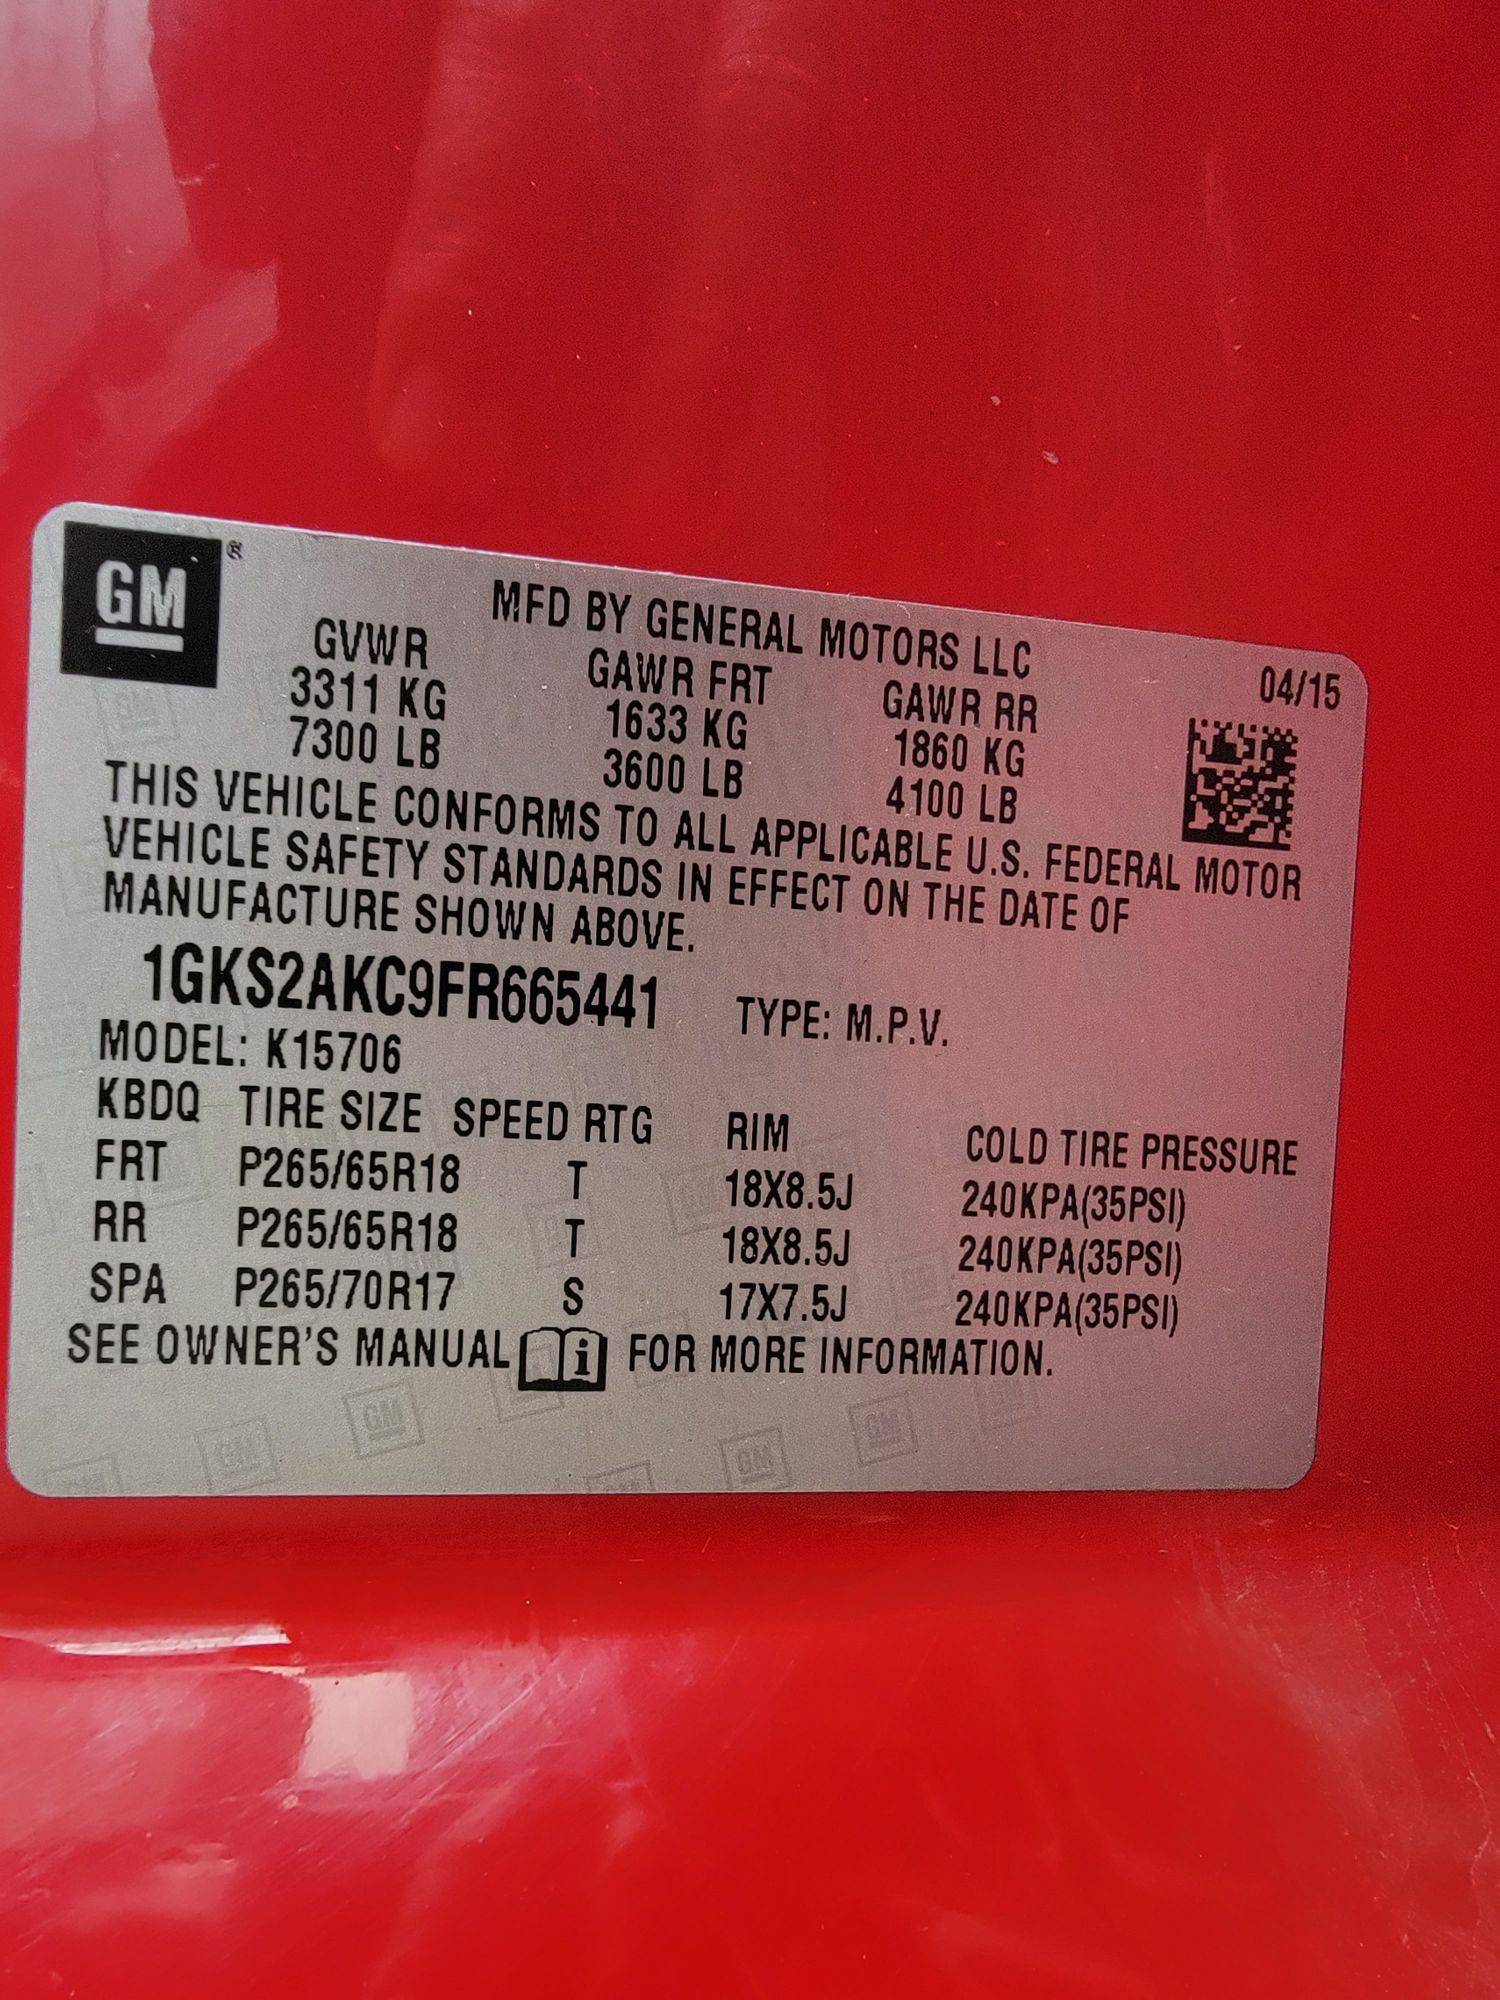 GM®
MFD BY GENERAL MOTORS LLC
04/15
GVWR GAWR FRT GAWR RR
3311 KG 1633 KG 1860 KG
7300 LB 3600 LB 4100 LB
THIS VEHICLE CONFORMS TO ALL APPLICABLE U.S. FEDERAL MOTOR
VEHICLE SAFETY STANDARDS IN EFFECT ON THE DATE OF
MANUFACTURE SHOWN ABOVE.
1GKS2AKC9FR665441 TYPE: M.P.V.
MODEL: K15706
KBDQ TIRE SIZE SPEED RTG RIM COLD TIRE PRESSURE
FRT P265/65R18 T 18X8.5J 240KPA(35PSI)
RR P265/65R18 T 18X8.5J 240KPA(35PSI)
SPA P265/70R17 S 17X7.5J 240KPA(35PSI)
SEE OWNER'S MANUAL i FOR MORE INFORMATION.